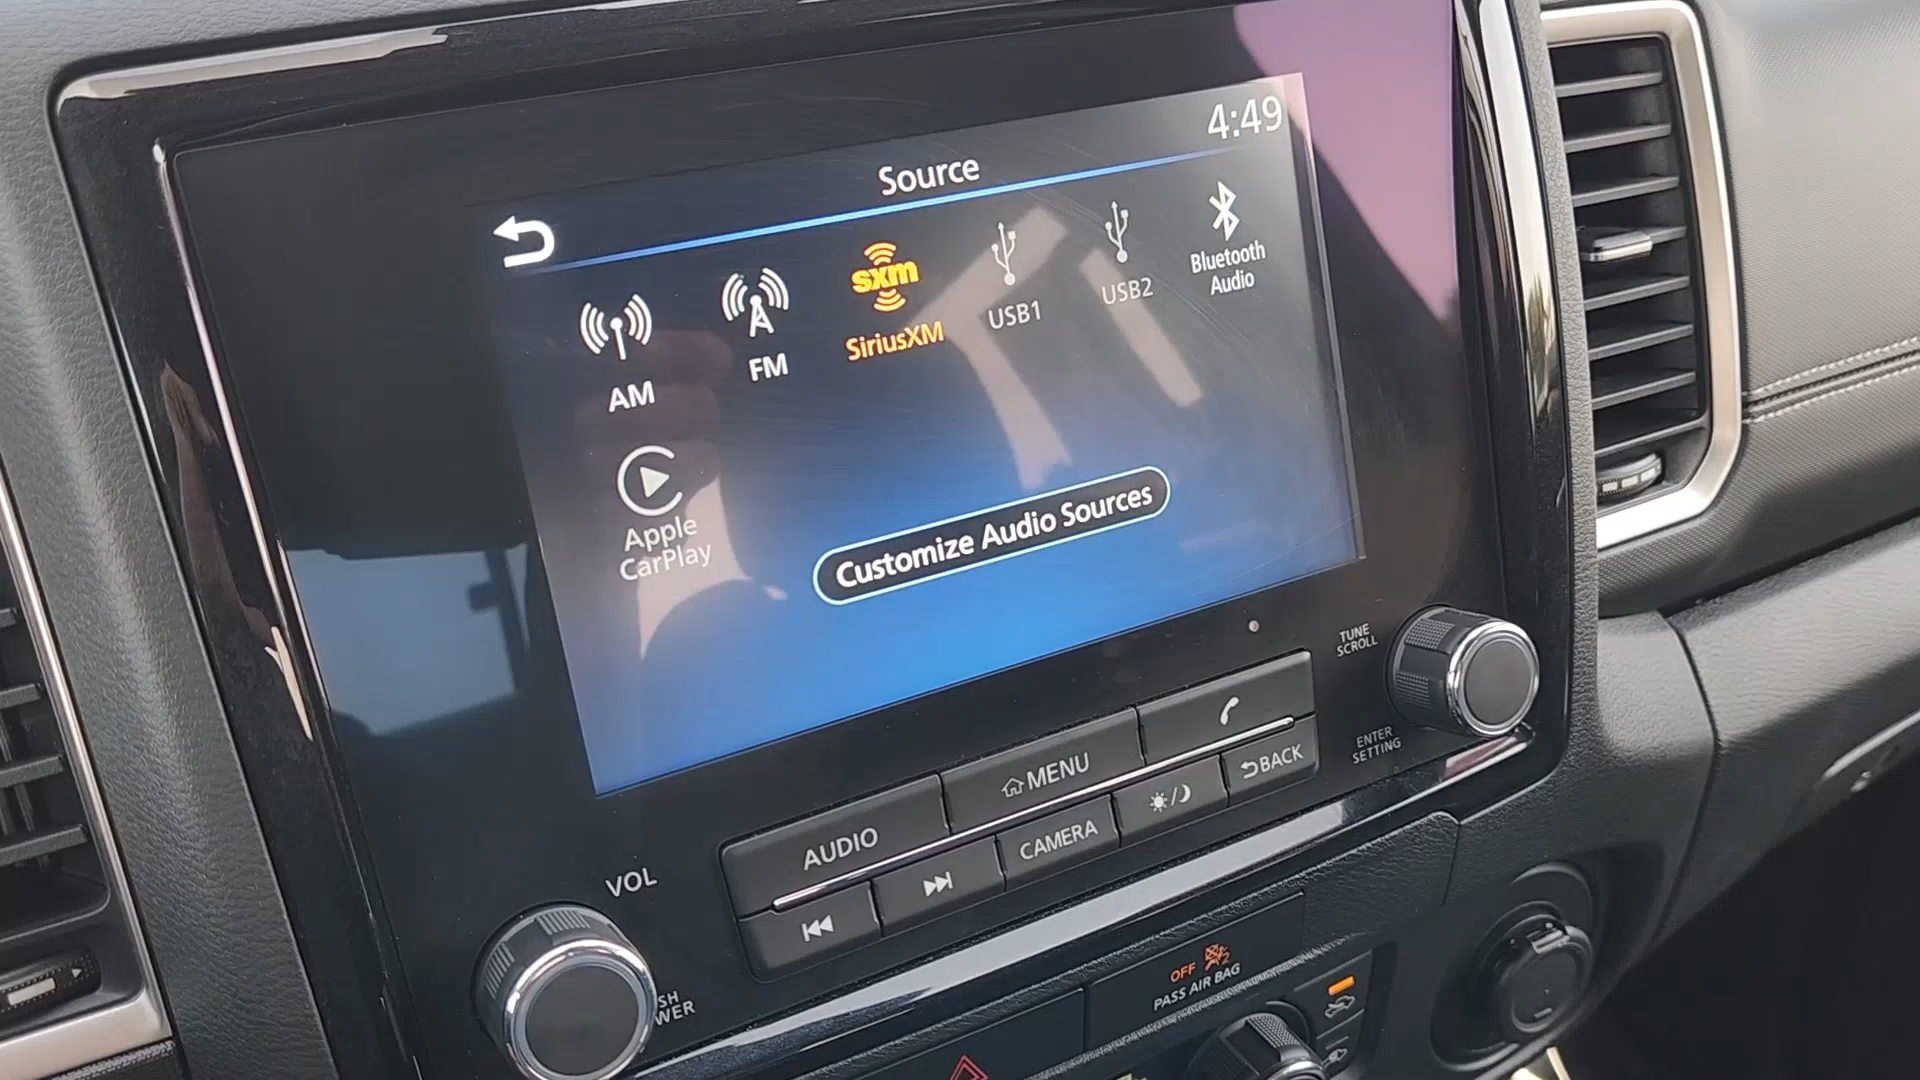 4:49
Source
AM
FM
sxm
SiriusXM
USB1
USB2
Bluetooth
Audio
Apple
CarPlay
Customize Audio Sources
TUNE
SCROLL
ENTER
SETTING
MENU
BACK
AUDIO
CAMERA
VOL
OFF
PASS AIR BAG